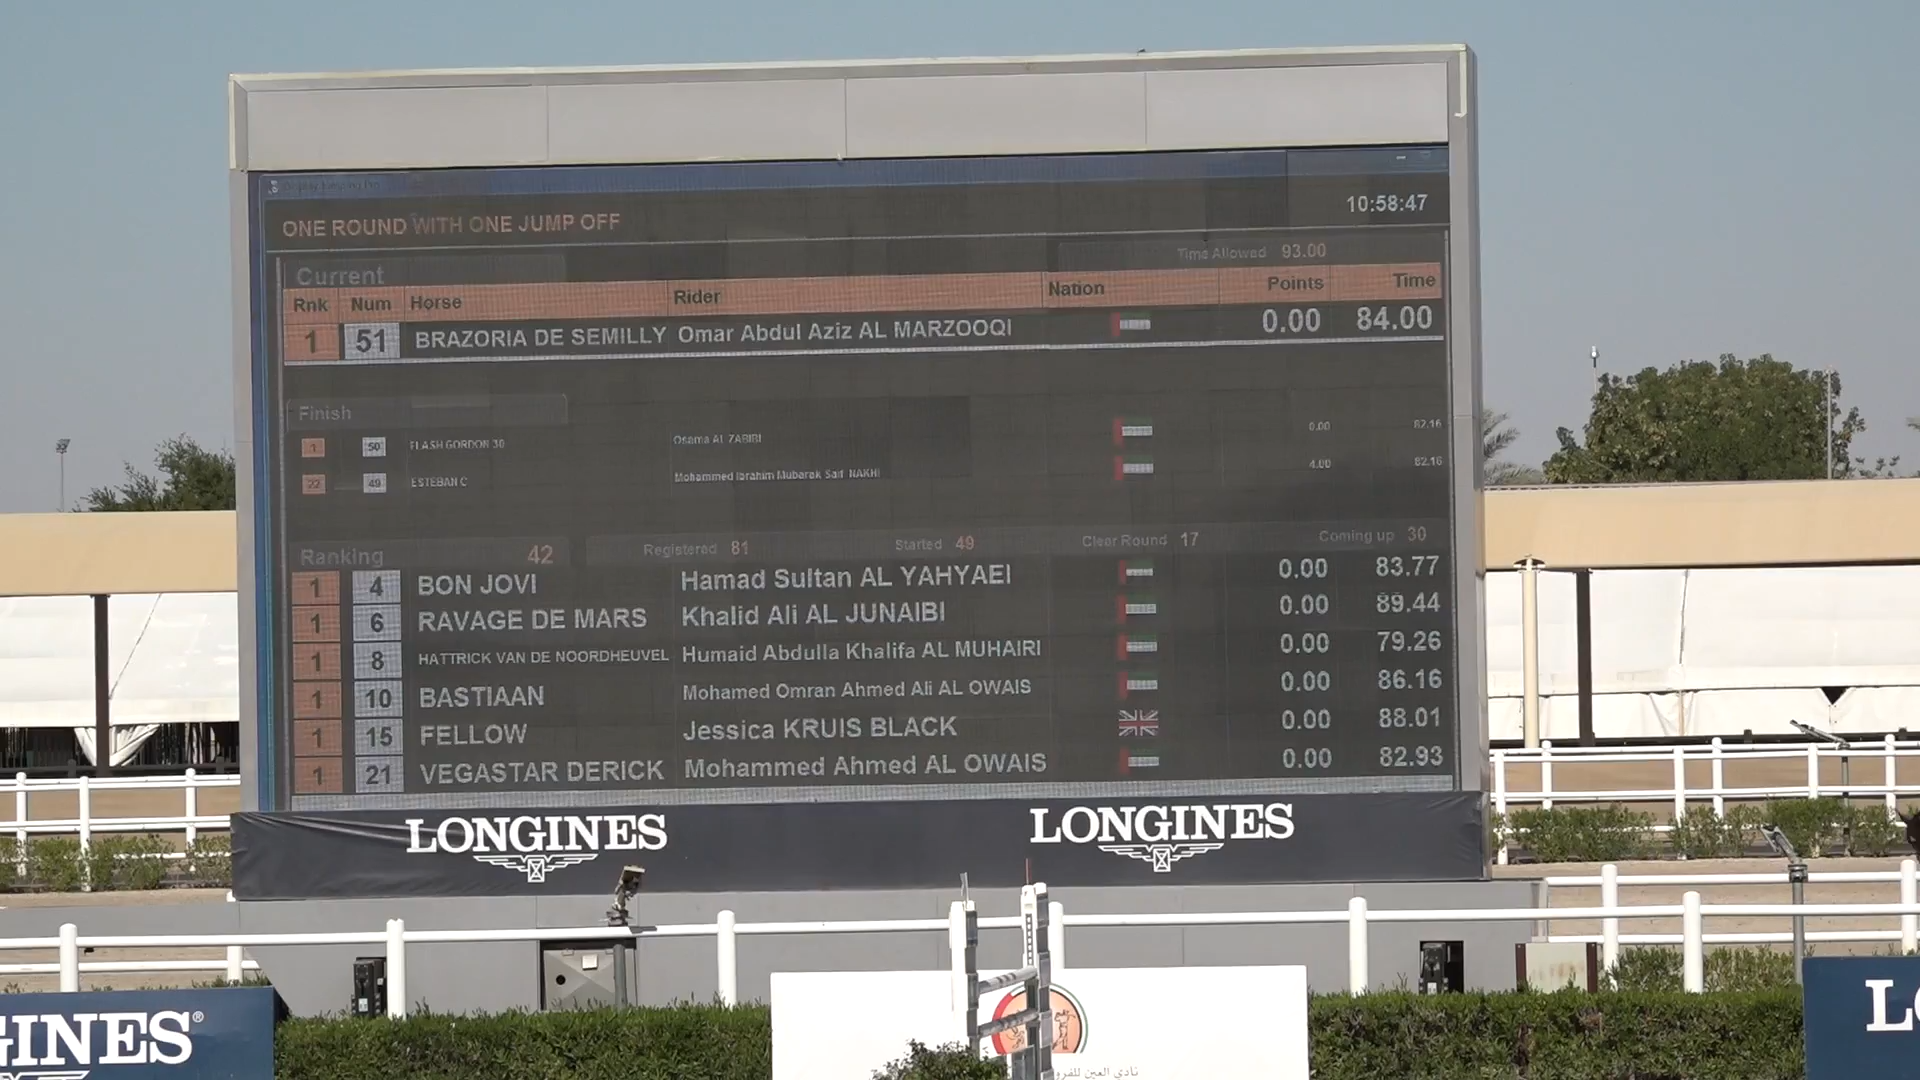 10:58:47
ONE ROUND WITH ONE JUMP OFF
Time Allowed 93.00
Current
Rnk Num Horse Rider Nation Points Time
1 51 BRAZORIA DE SEMILLY Omar Abdul Aziz AL MARZOOQI 0.00 84.00
Finish
1 50 FLASH GORDON 30 Osama AL ZABIBI 0.00 82.16
22 49 ESTEBAN C Mohammed Ibrahim Mubarak Saif NAKHI 4.00 82.16
Ranking 42 Registered 81 Started 49 Clear Round 17 Coming up 30
1 4 BON JOVI Hamad Sultan AL YAHYAEI 0.00 83.77
1 6 RAVAGE DE MARS Khalid Ali AL JUNAIBI 0.00 89.44
1 8 HATTRICK VAN DE NOORDHEUVEL Humaid Abdulla Khalifa AL MUHAIRI 0.00 79.26
1 10 BASTIAAN Mohamed Omran Ahmed Ali AL OWAIS 0.00 86.16
1 15 FELLOW Jessica KRUIS BLACK 0.00 88.01
1 21 VEGASTAR DERICK Mohammed Ahmed AL OWAIS 0.00 82.93
LONGINES LONGINES
GINES®
LO
نادي العين للفرو